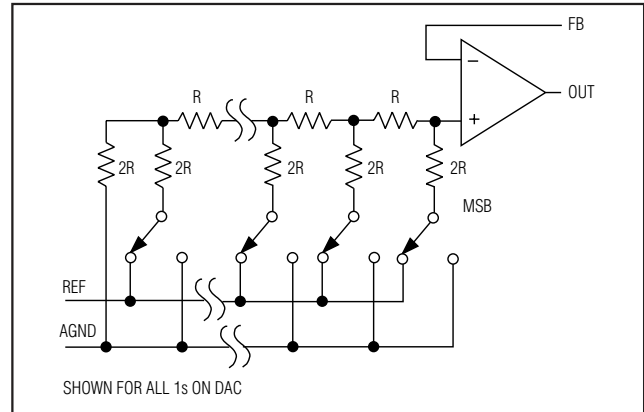 FB
OUT
R
R
R
2R
2R
2R
2R
2R
MSB
REF
AGND
SHOWN FOR ALL 1s ON DAC
−
+